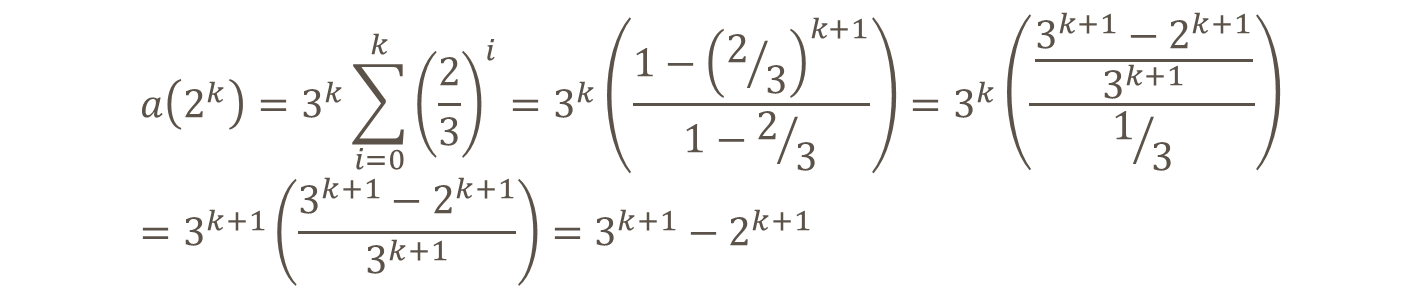 a(2^k) = 3^k ∑_{i=0}^{k} (2/3)^i = 3^k ((1 − (2/3)^{k+1}) / (1 − 2/3)) = 3^k (((3^{k+1} − 2^{k+1}) / 3^{k+1}) / (1/3))
= 3^{k+1} ((3^{k+1} − 2^{k+1}) / 3^{k+1}) = 3^{k+1} − 2^{k+1}